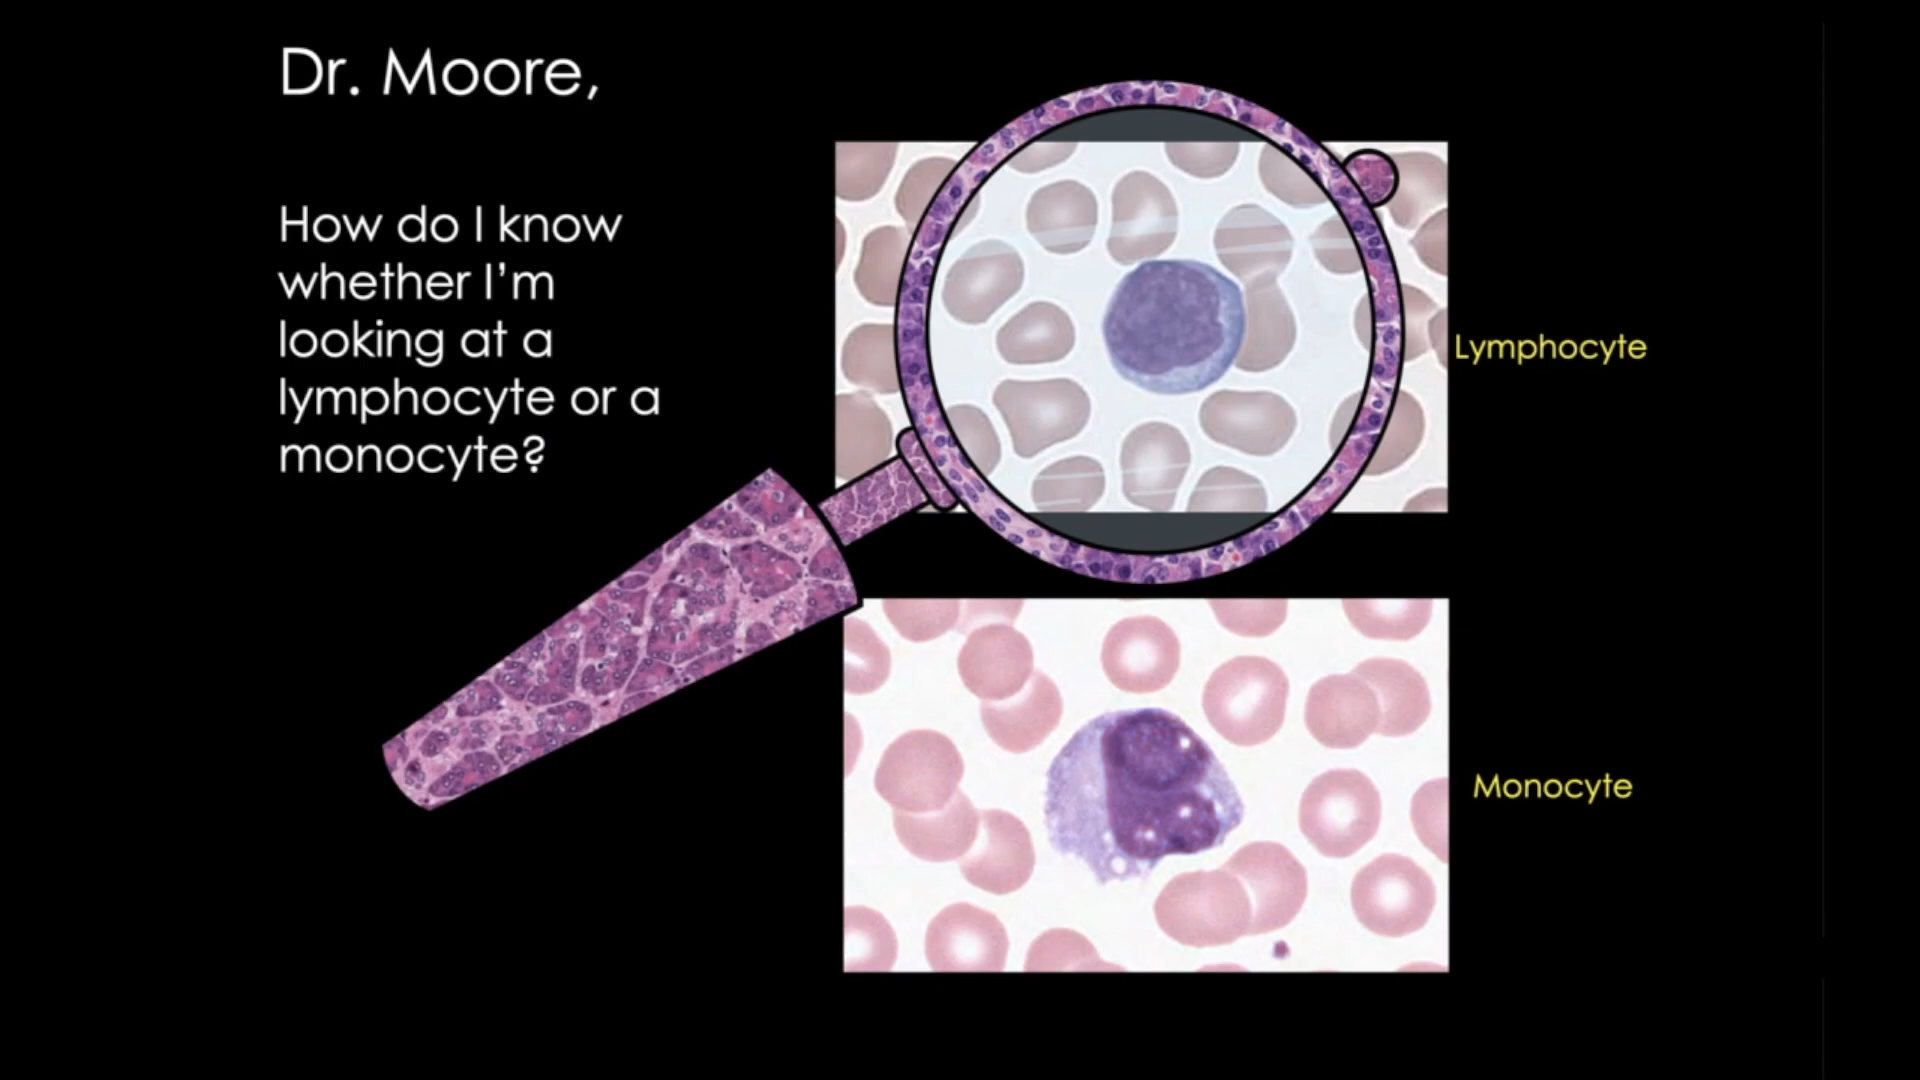 Dr. Moore,
How do I know
whether I’m
looking at a
lymphocyte or a
monocyte?
Lymphocyte
Monocyte